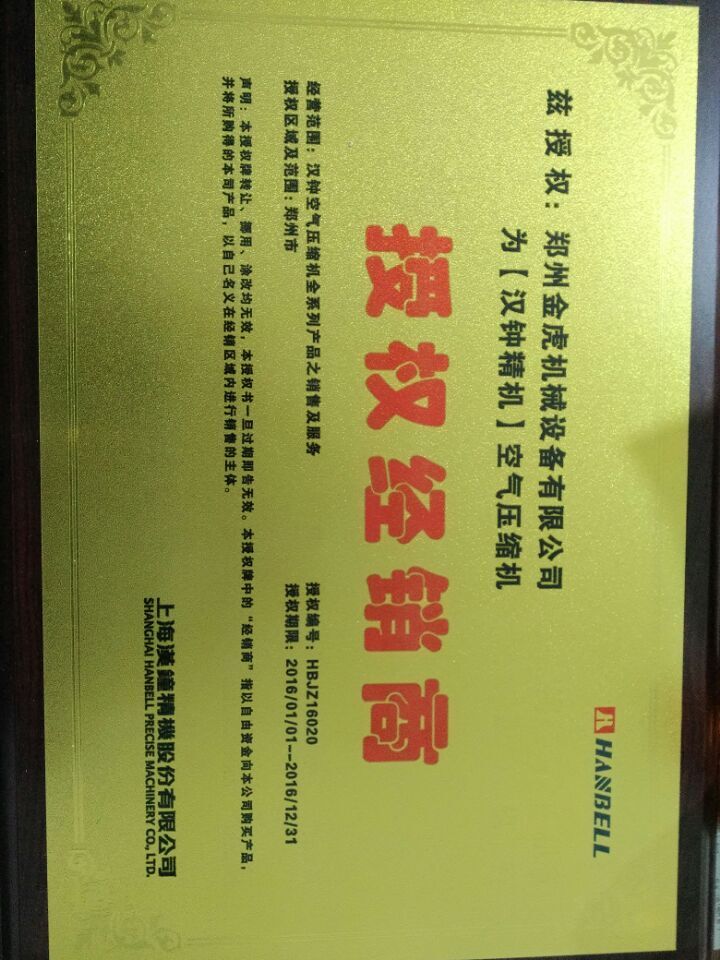 HANBELL
兹授权：郑州金虎机械设备有限公司
为【汉钟精机】空气压缩机
授权经销商
经营范围：汉钟空气压缩机全系列产品之销售及服务
授权区域及范围：郑州市
授权编号：HBJZ16020
授权期限：2016/01/01--2016/12/31
声明：本授权牌转让、挪用、涂改均无效，本授权书一旦过期即告无效。本授权牌中的“经销商”指以自由资金向本公司购买产品，
并将所购得的本司产品，以自己名义在经销区域内进行销售的主体。
上海漢鐘精機股份有限公司
SHANGHAI HANBELL PRECISE MACHINERY CO., LTD.